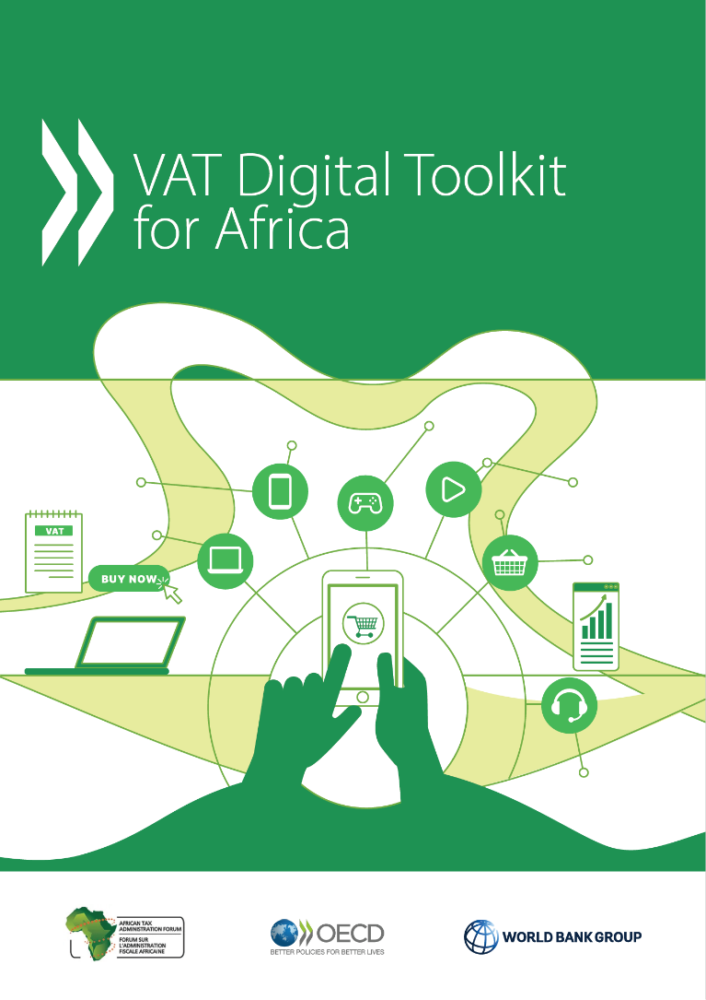 VAT Digital Toolkit
for Africa
VAT
BUY NOW
AFRICAN TAX
ADMINISTRATION FORUM
FORUM SUR
L'ADMINISTRATION
FISCALE AFRICAINE
OECD
BETTER POLICIES FOR BETTER LIVES
WORLD BANK GROUP